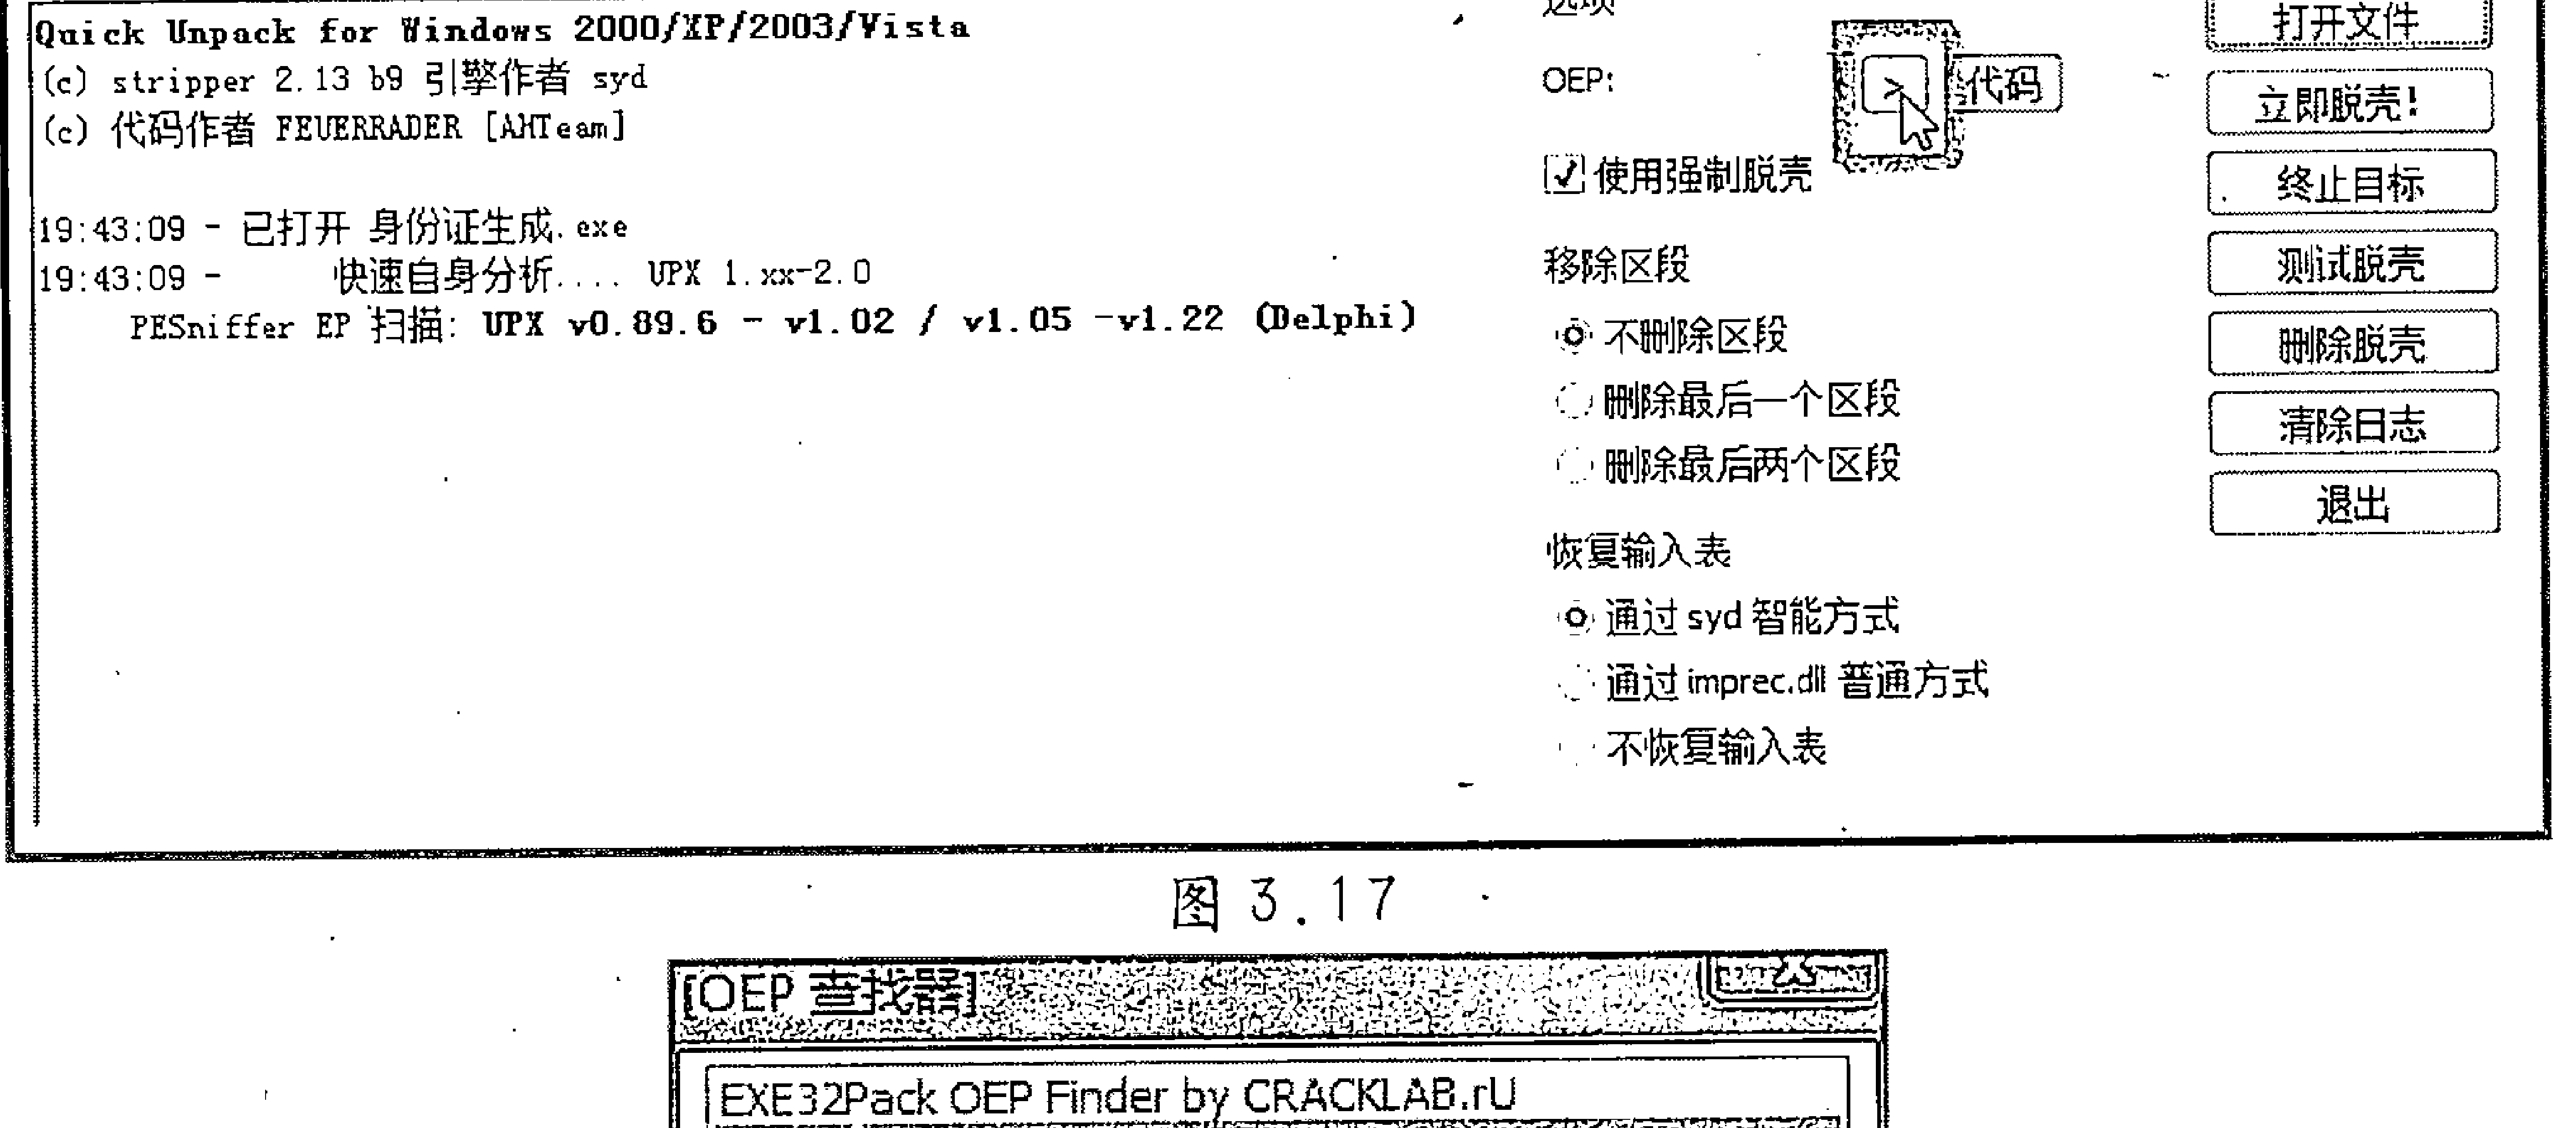 Quick Unpack for Windows 2000/XP/2003/Vista
(c) stripper 2.13 b9 引擎作者 syd
(c) 代码作者 FEUERRADER [AHTeam]
19:43:09 - 已打开 身份证生成.exe
19:43:09 - 快速自身分析.... UPX 1.xx-2.0
PESniffer EP 扫描: UPX v0.89.6 - v1.02 / v1.05 -v1.22 (Delphi)
选项
OEP:
>
代码
使用强制脱壳
移除区段
不删除区段
删除最后一个区段
删除最后两个区段
恢复输入表
通过 syd 智能方式
通过 imprec.dll 普通方式
不恢复输入表
打开文件
立即脱壳!
终止目标
测试脱壳
删除脱壳
清除日志
退出
图 3.17
[OEP 查找器]
EXE32Pack OEP Finder by CRACKLAB.rU